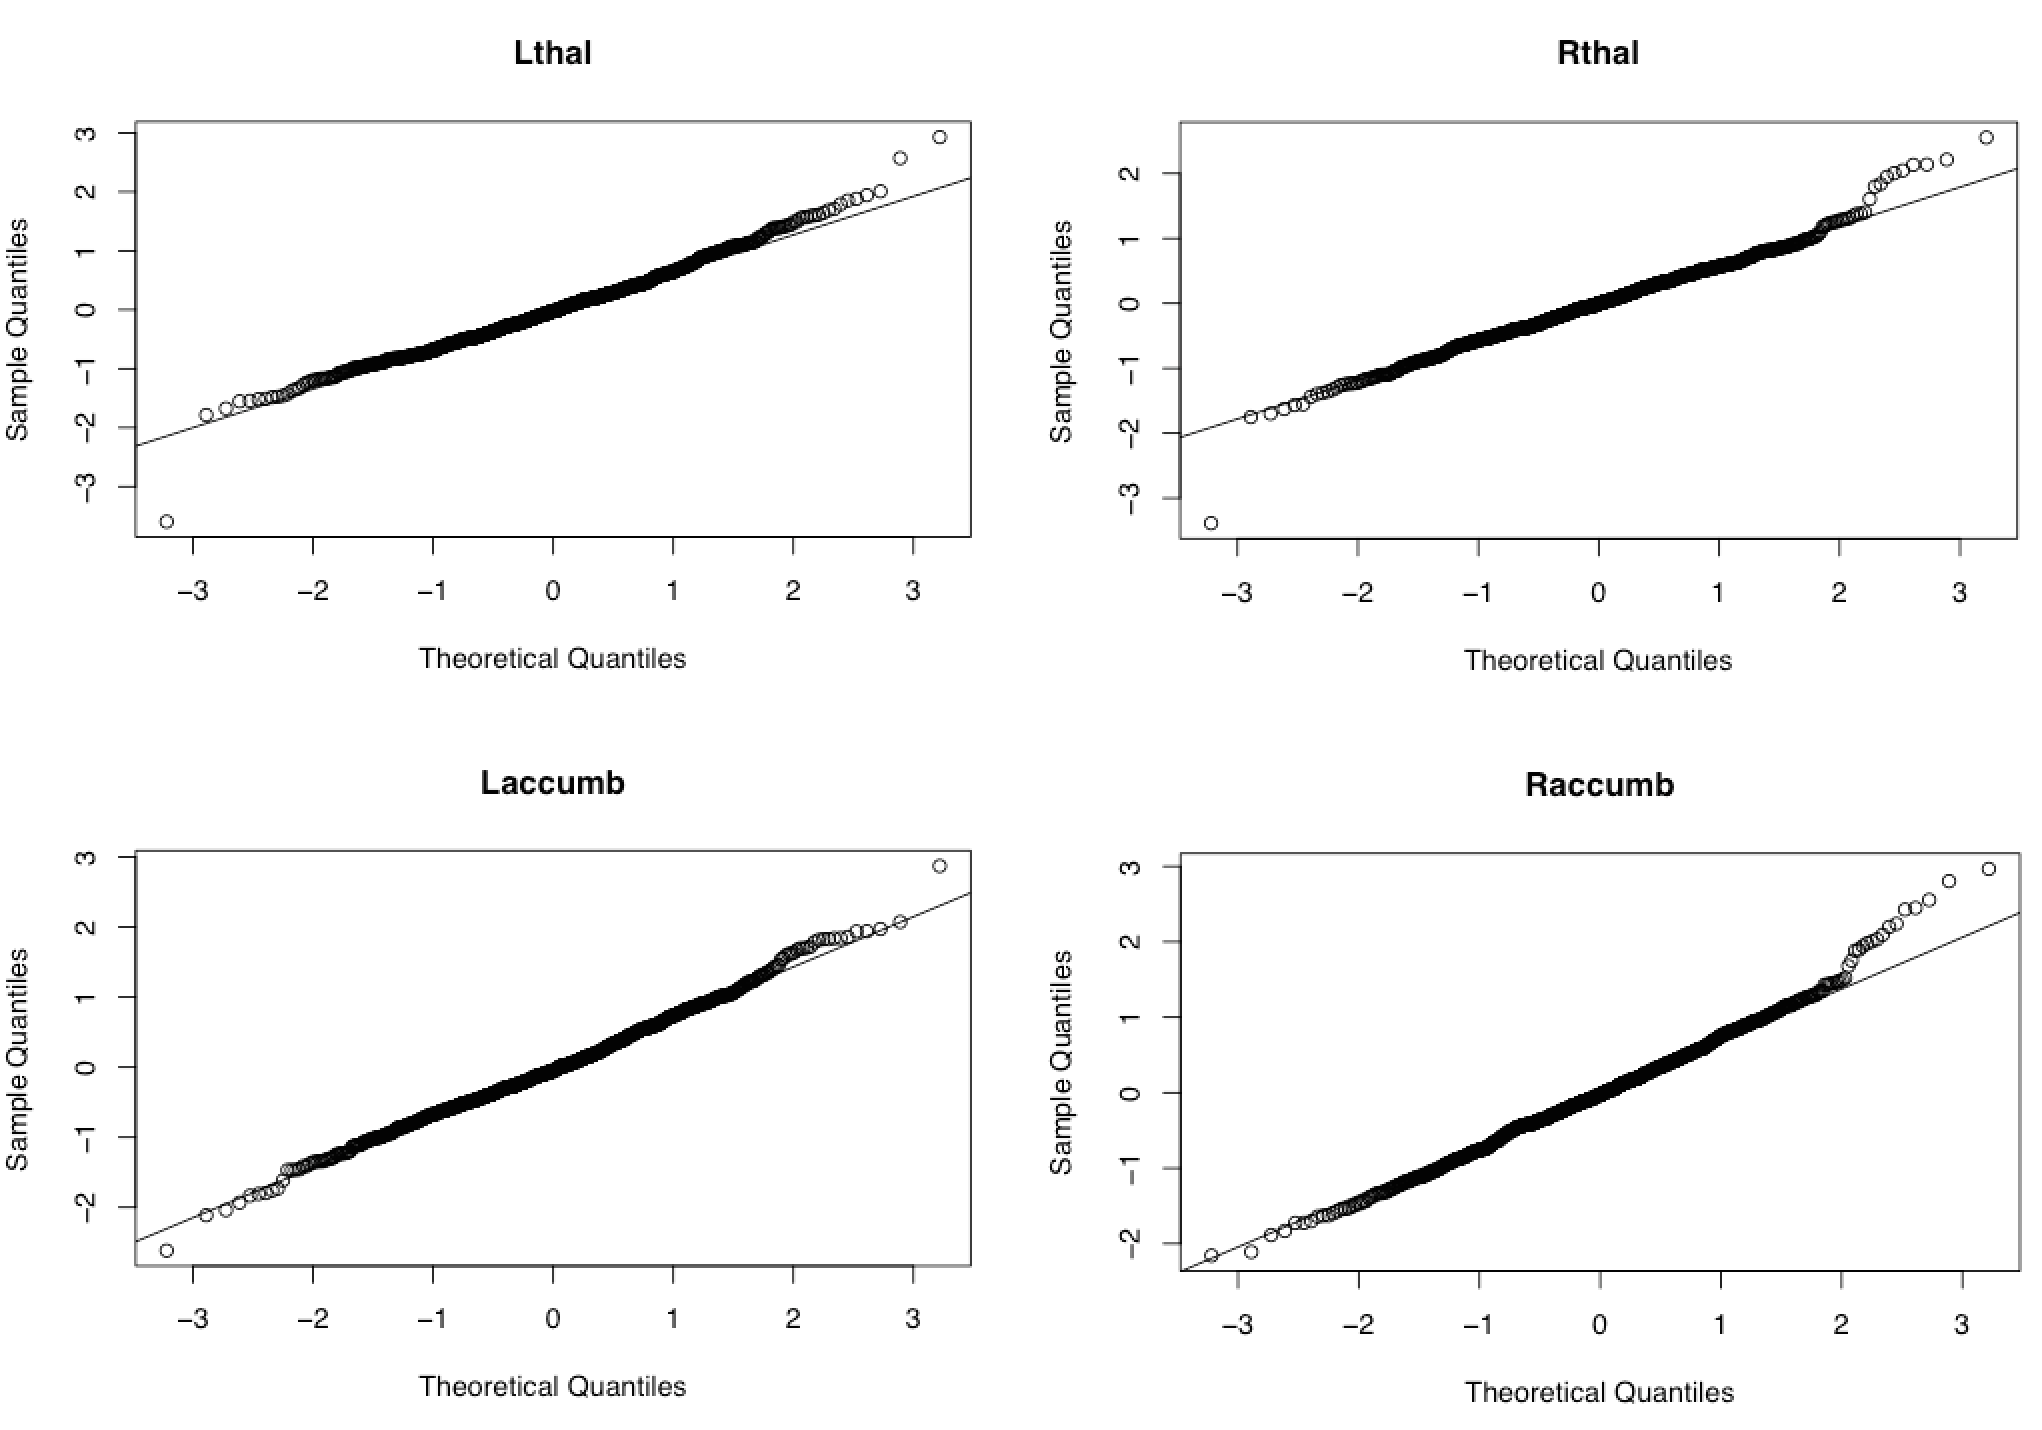 Lthal
Sample Quantiles
3
2
1
0
−1
−2
−3
−3 −2 −1 0 1 2 3
Theoretical Quantiles
Rthal
Sample Quantiles
2
1
0
−1
−2
−3
−3 −2 −1 0 1 2 3
Theoretical Quantiles
Laccumb
Sample Quantiles
3
2
1
0
−1
−2
−3 −2 −1 0 1 2 3
Theoretical Quantiles
Raccumb
Sample Quantiles
3
2
1
0
−1
−2
−3 −2 −1 0 1 2 3
Theoretical Quantiles